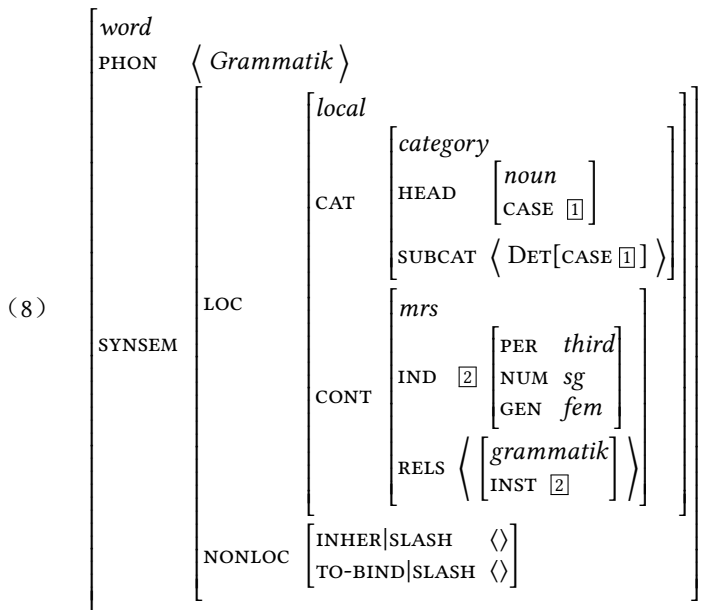 word
PHON ⟨ Grammatik ⟩
local
category
HEAD
noun
CASE 1
CAT
SUBCAT ⟨ DET[CASE 1] ⟩
(8)
LOC
mrs
SYNSEM
PER third
IND 2
NUM sg
CONT
GEN fem
grammatik
RELS ⟨
INST 2
⟩
INHER|SLASH ⟨⟩
NONLOC
TO-BIND|SLASH ⟨⟩